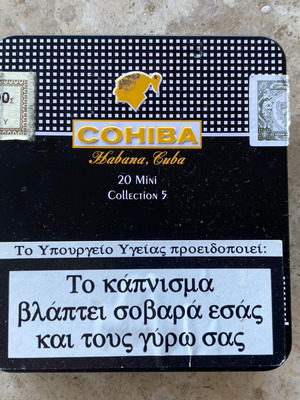 COHIBA
Habana, Cuba
20 Mini
Collection 5
Το Υπουργείο Υγείας προειδοποιεί:
Το κάπνισμα
βλάπτει σοβαρά εσάς
και τους γύρω σας